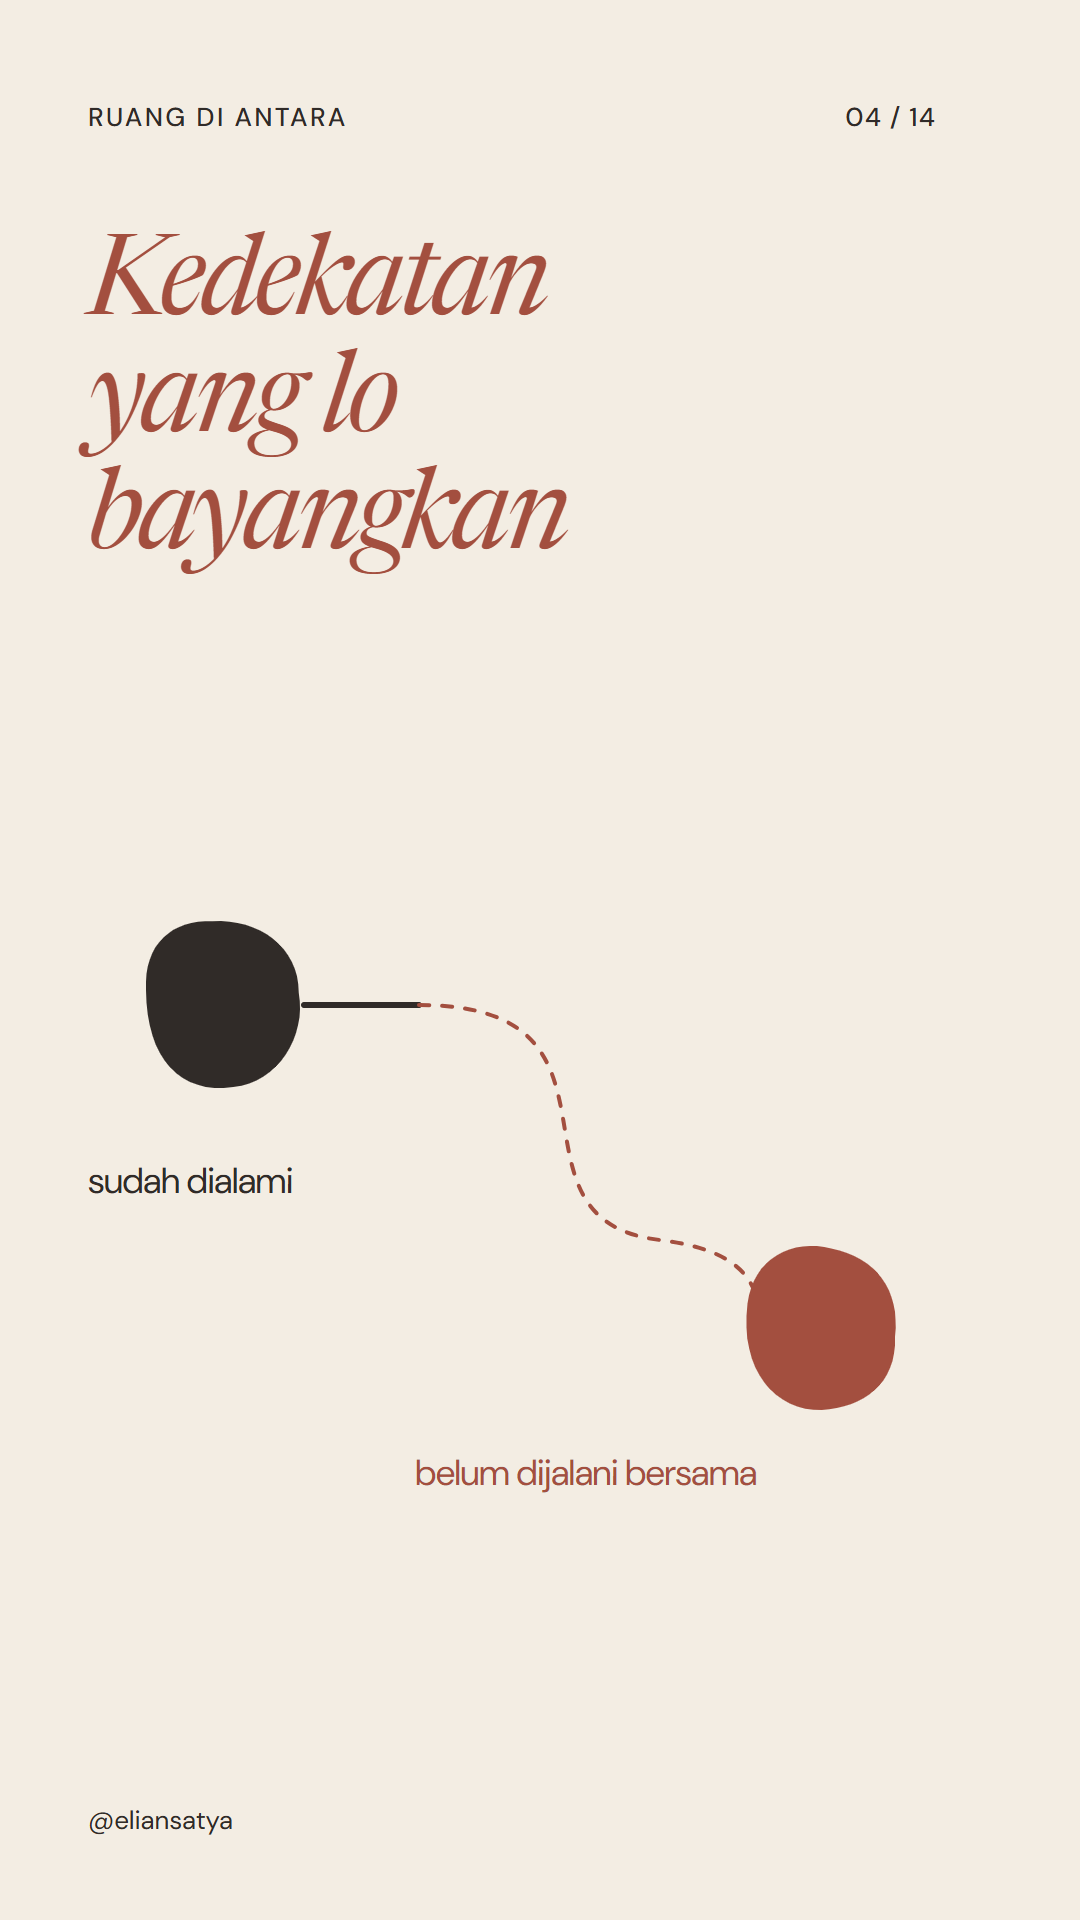 RUANG DI ANTARA
04 / 14
Kedekatan
yang lo
bayangkan
sudah dialami
belum dijalani bersama
@eliansatya